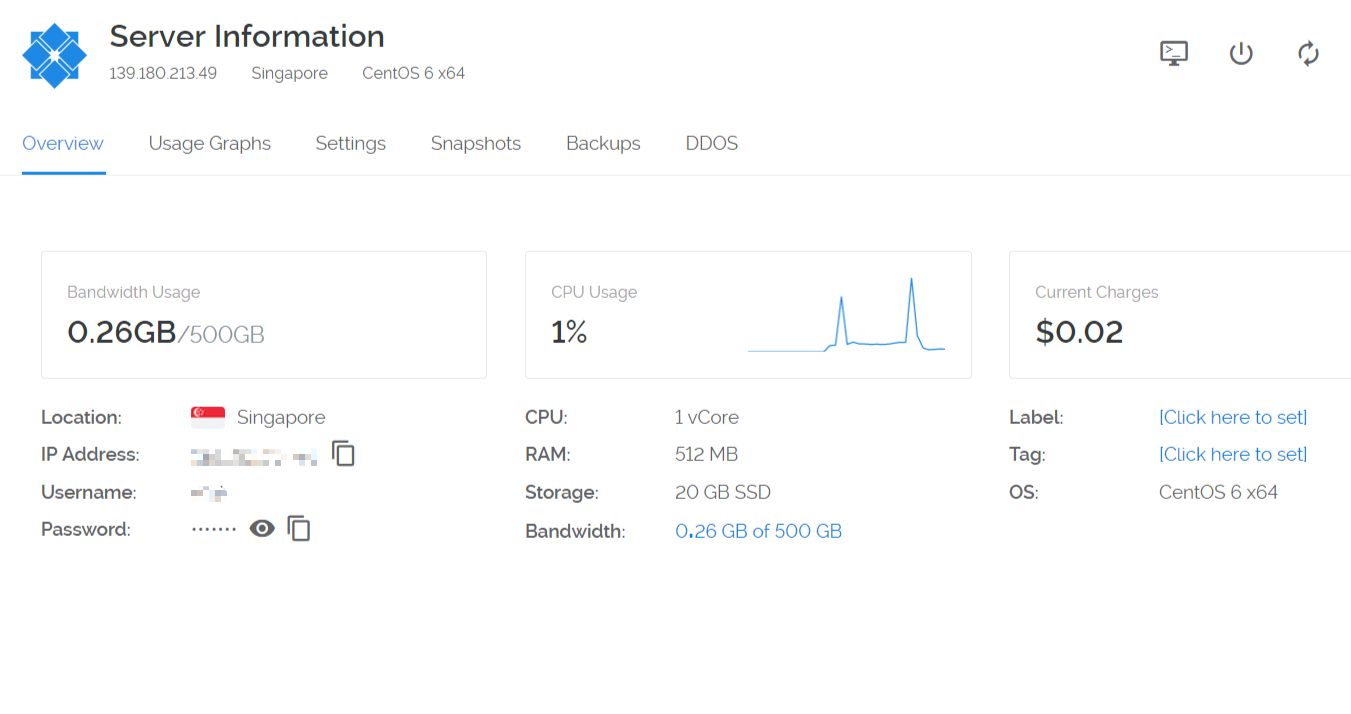 Server Information
139.180.213.49 Singapore CentOS 6 x64
Overview Usage Graphs Settings Snapshots Backups DDOS
Bandwidth Usage
0.26GB/500GB
CPU Usage
1%
Current Charges
$0.02
Location: Singapore
IP Address:
Username:
Password: ·······
CPU: 1 vCore
RAM: 512 MB
Storage: 20 GB SSD
Bandwidth: 0.26 GB of 500 GB
Label: [Click here to set]
Tag: [Click here to set]
OS: CentOS 6 x64